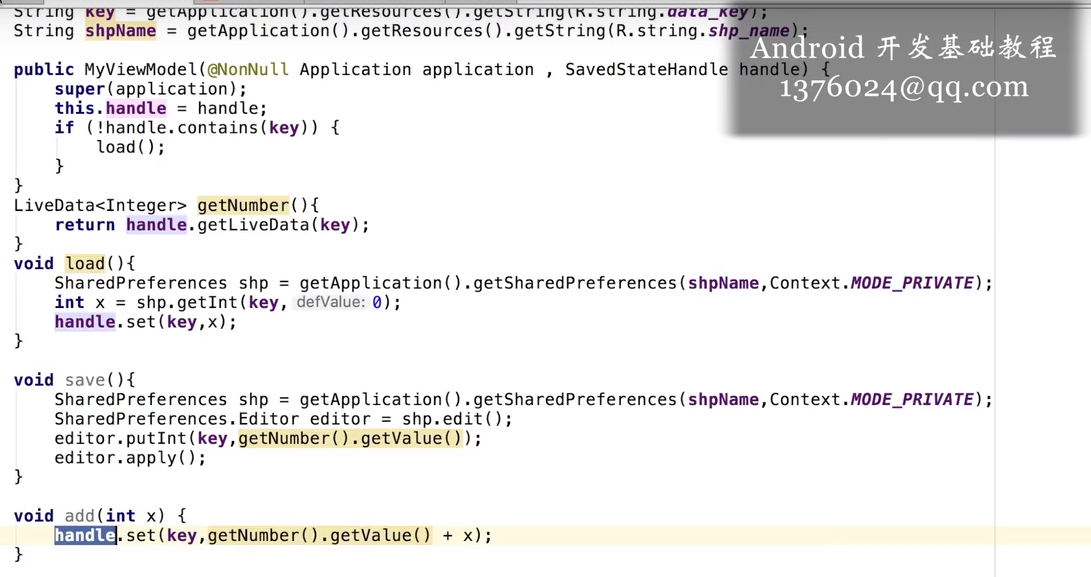 String key = getApplication().getResources().getString(R.string.data_key);
String shpName = getApplication().getResources().getString(R.string.shp_name);
Android 开发基础教程
1376024@qq.com
public MyViewModel(@NonNull Application application , SavedStateHandle handle) {
super(application);
this.handle = handle;
if (!handle.contains(key)) {
load();
}
}
LiveData<Integer> getNumber(){
return handle.getLiveData(key);
}
void load(){
SharedPreferences shp = getApplication().getSharedPreferences(shpName,Context.MODE_PRIVATE);
int x = shp.getInt(key, defValue: 0);
handle.set(key,x);
}
void save(){
SharedPreferences shp = getApplication().getSharedPreferences(shpName,Context.MODE_PRIVATE);
SharedPreferences.Editor editor = shp.edit();
editor.putInt(key,getNumber().getValue());
editor.apply();
}
void add(int x) {
handle.set(key,getNumber().getValue() + x);
}